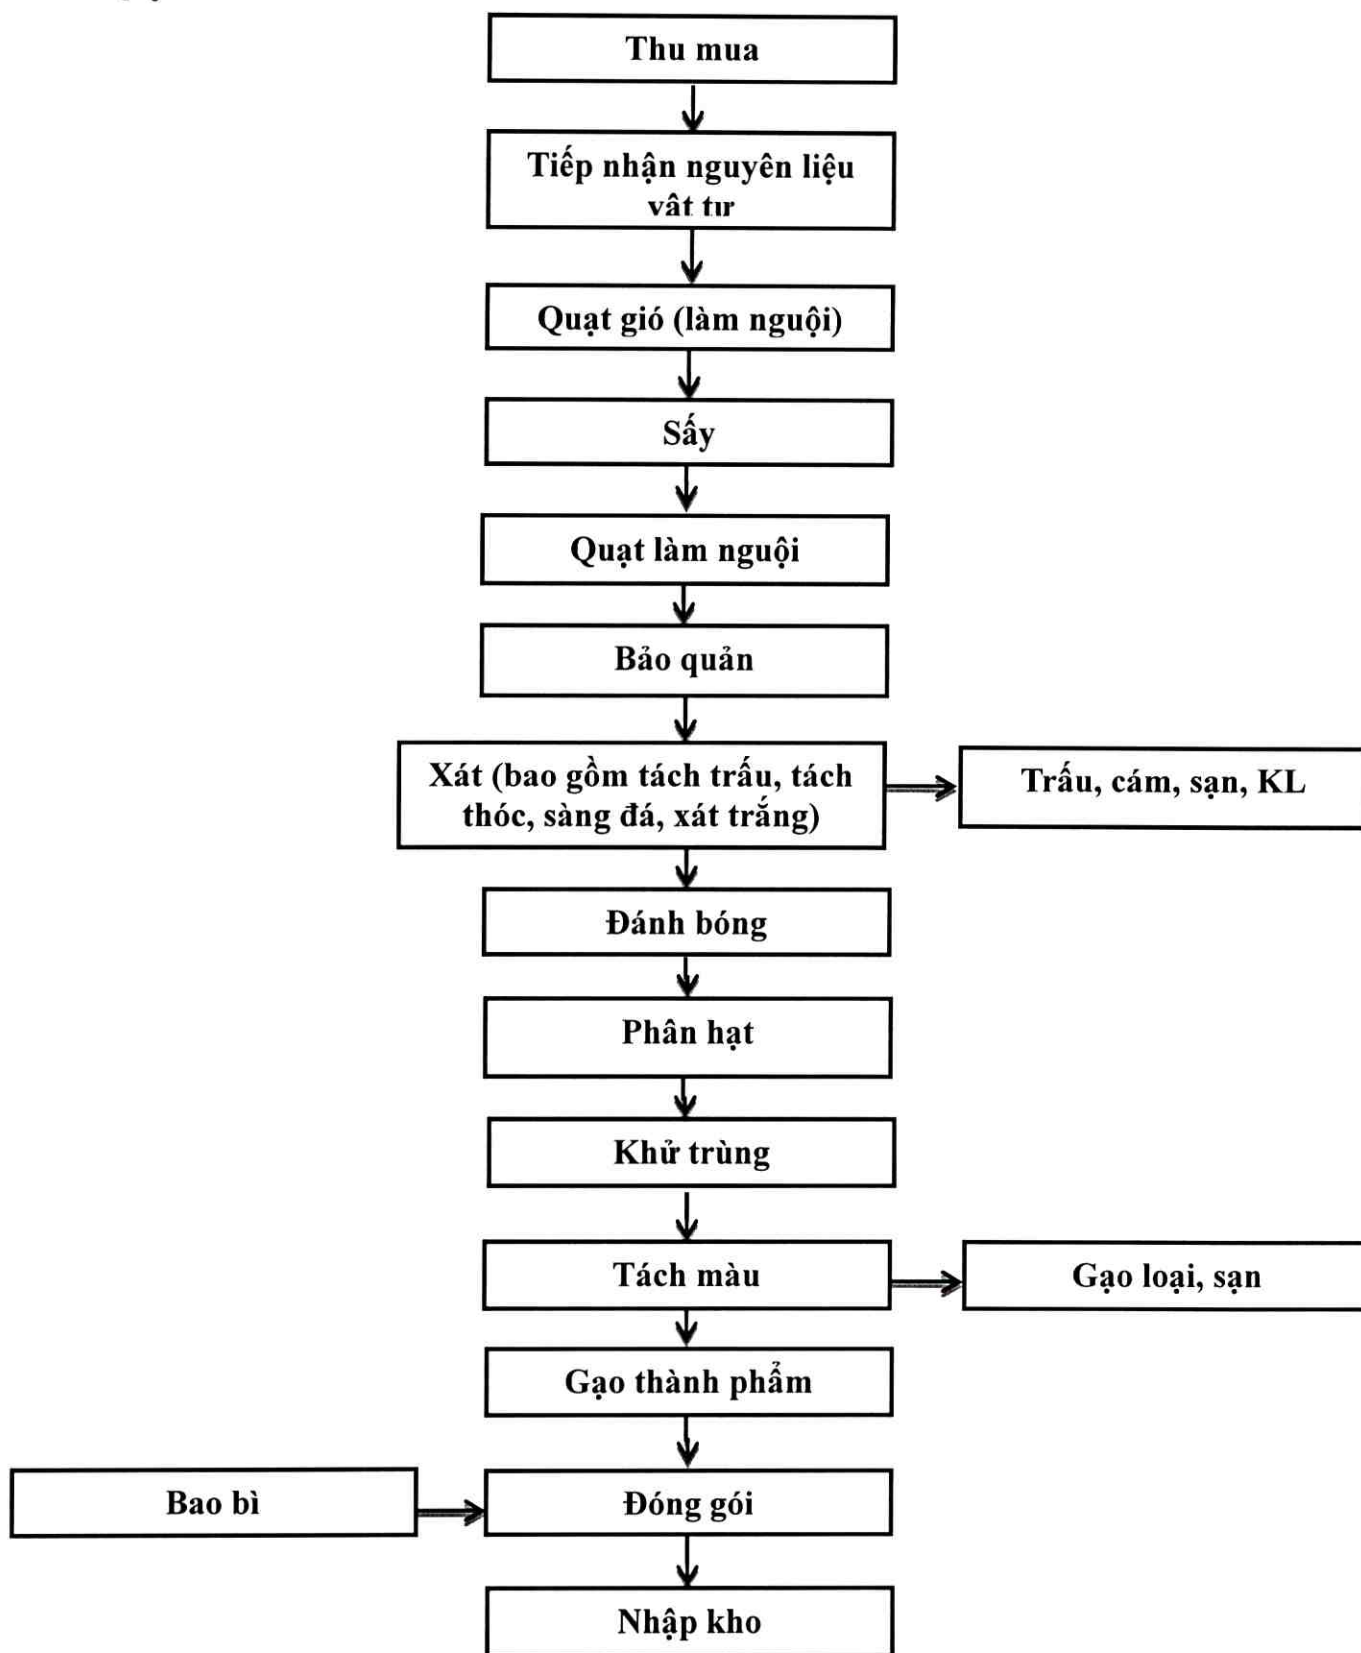 Thu mua
Tiếp nhận nguyên liệu
vật tư
Quạt gió (làm nguội)
Sấy
Quạt làm nguội
Bảo quản
Xát (bao gồm tách trấu, tách
thóc, sàng đá, xát trắng)
Trấu, cám, sạn, KL
Đánh bóng
Phân hạt
Khử trùng
Tách màu
Gạo loại, sạn
Gạo thành phẩm
Bao bì
Đóng gói
Nhập kho